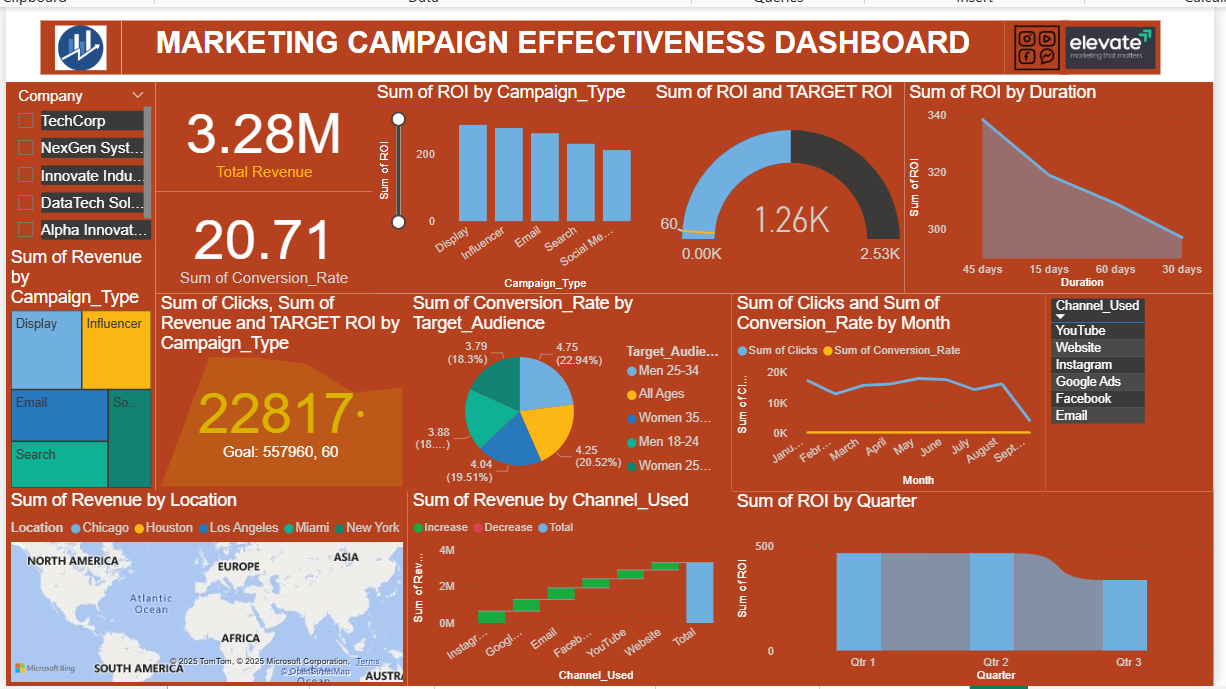 Clipboard
Data
Queries
Insert
MARKETING CAMPAIGN EFFECTIVENESS DASHBOARD
elevate
marketing that matters
Company
TechCorp
NexGen Syst...
Innovate Indu...
DataTech Sol...
Alpha Innovat...
3.28M
Total Revenue
20.71
Sum of Conversion_Rate
Sum of ROI by Campaign_Type
Sum of ROI
200
0
Display
Influencer
Email
Search
Social Me...
Campaign_Type
Sum of ROI and TARGET ROI
60
1.26K
0.00K
2.53K
Sum of ROI by Duration
Sum of ROI
340
320
300
45 days
15 days
60 days
30 days
Duration
Sum of Revenue
by
Campaign_Type
Display
Influencer
Email
So...
Search
Sum of Clicks, Sum of
Revenue and TARGET ROI by
Campaign_Type
22817
Goal: 557960, 60
Sum of Conversion_Rate by
Target_Audience
3.79
(18.3%)
4.75
(22.94%)
3.88
(18....)
4.04
(19.51%)
4.25
(20.52%)
Target_Audie...
Men 25-34
All Ages
Women 35...
Men 18-24
Women 25...
Sum of Clicks and Sum of
Conversion_Rate by Month
Sum of Clicks
Sum of Conversion_Rate
Sum of Cl...
20K
10K
0K
Janu...
Febr...
March
April
May
June
July
August
Sept...
Month
Channel_Used
YouTube
Website
Instagram
Google Ads
Facebook
Email
Sum of Revenue by Location
Location Chicago Houston Los Angeles Miami New York
NORTH AMERICA
EUROPE
ASIA
Atlantic
Ocean
AFRICA
SOUTH AMERICA
Microsoft Bing
© 2025 TomTom, © 2025 Microsoft Corporation, Terms
© OpenStreetMap
Sum of Revenue by Channel_Used
Increase Decrease Total
Sum of Rev...
4M
2M
0M
Instagr...
Googl...
Email
Faceb...
YouTube
Website
Total
Channel_Used
Sum of ROI by Quarter
Sum of ROI
500
0
Qtr 1
Qtr 2
Qtr 3
Quarter